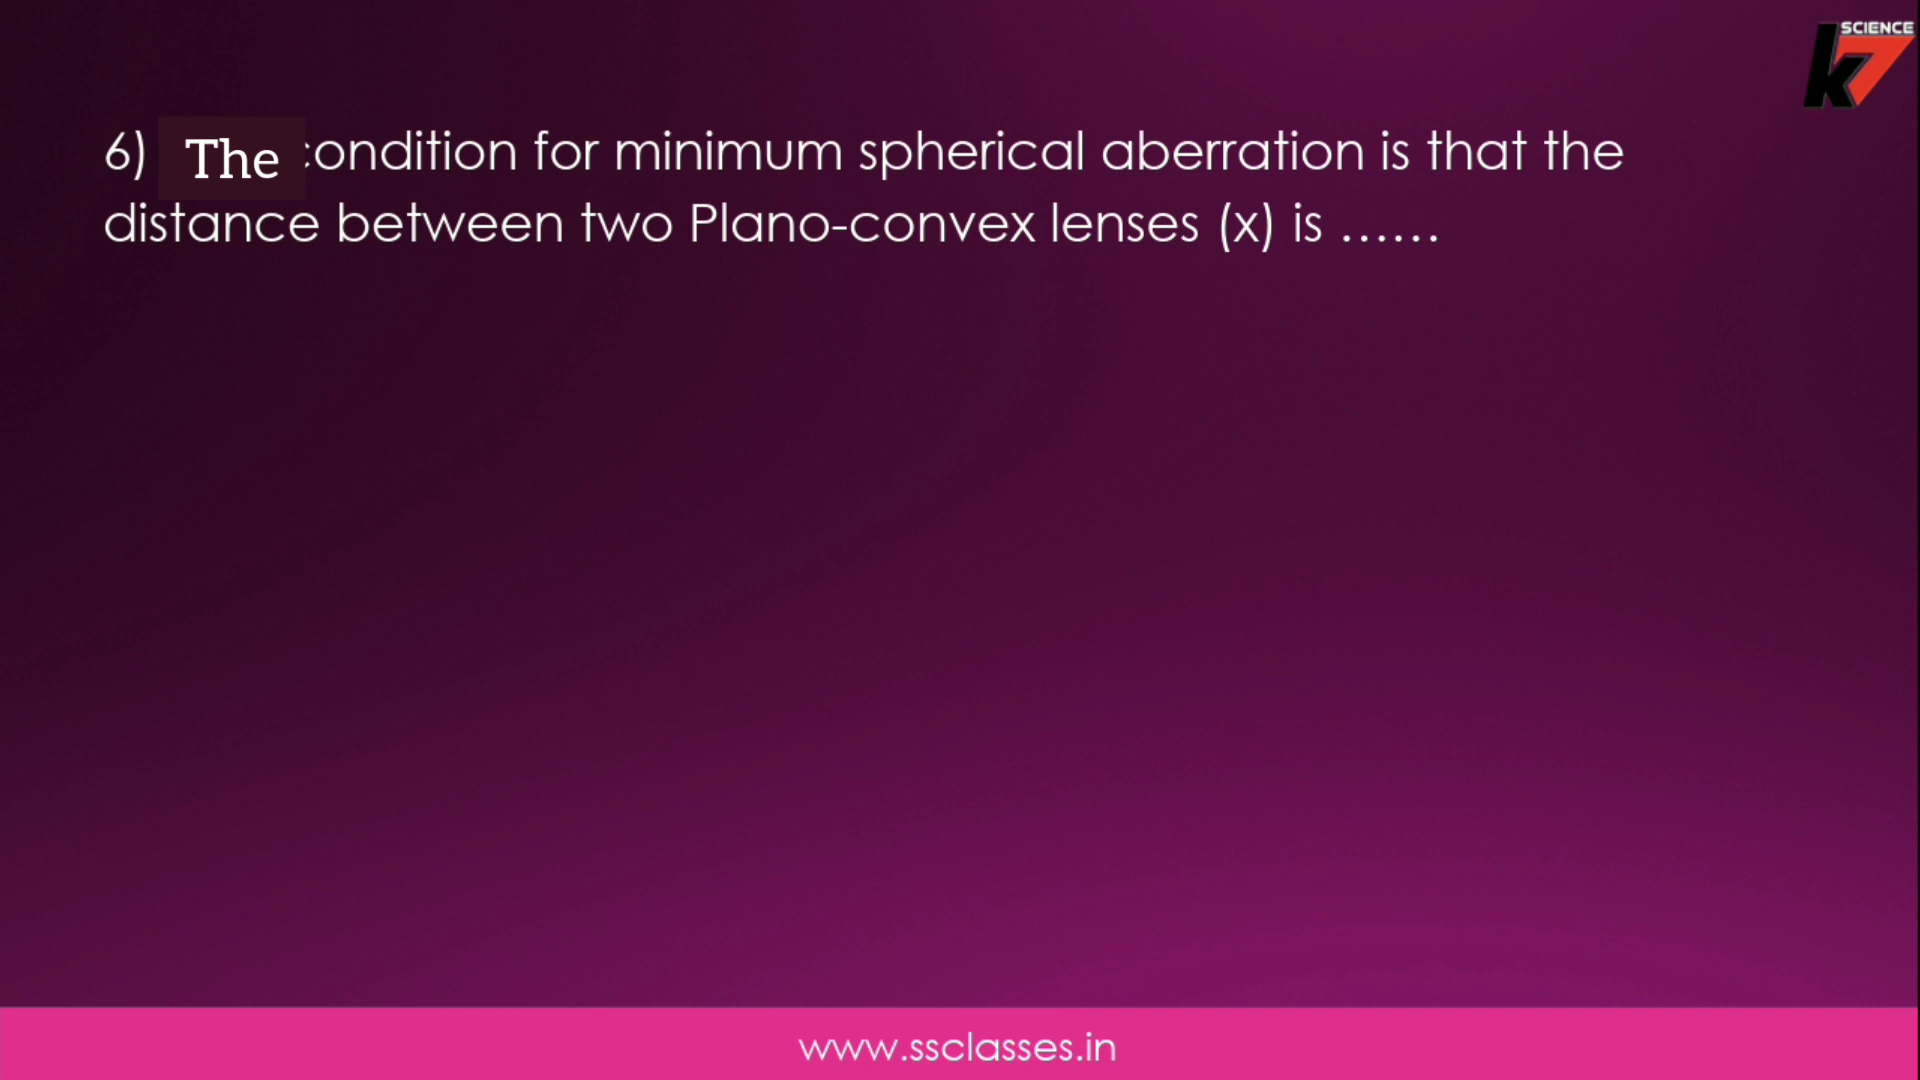 SCIENCE
k7
6) The condition for minimum spherical aberration is that the
distance between two Plano-convex lenses (x) is ......
www.ssclasses.in